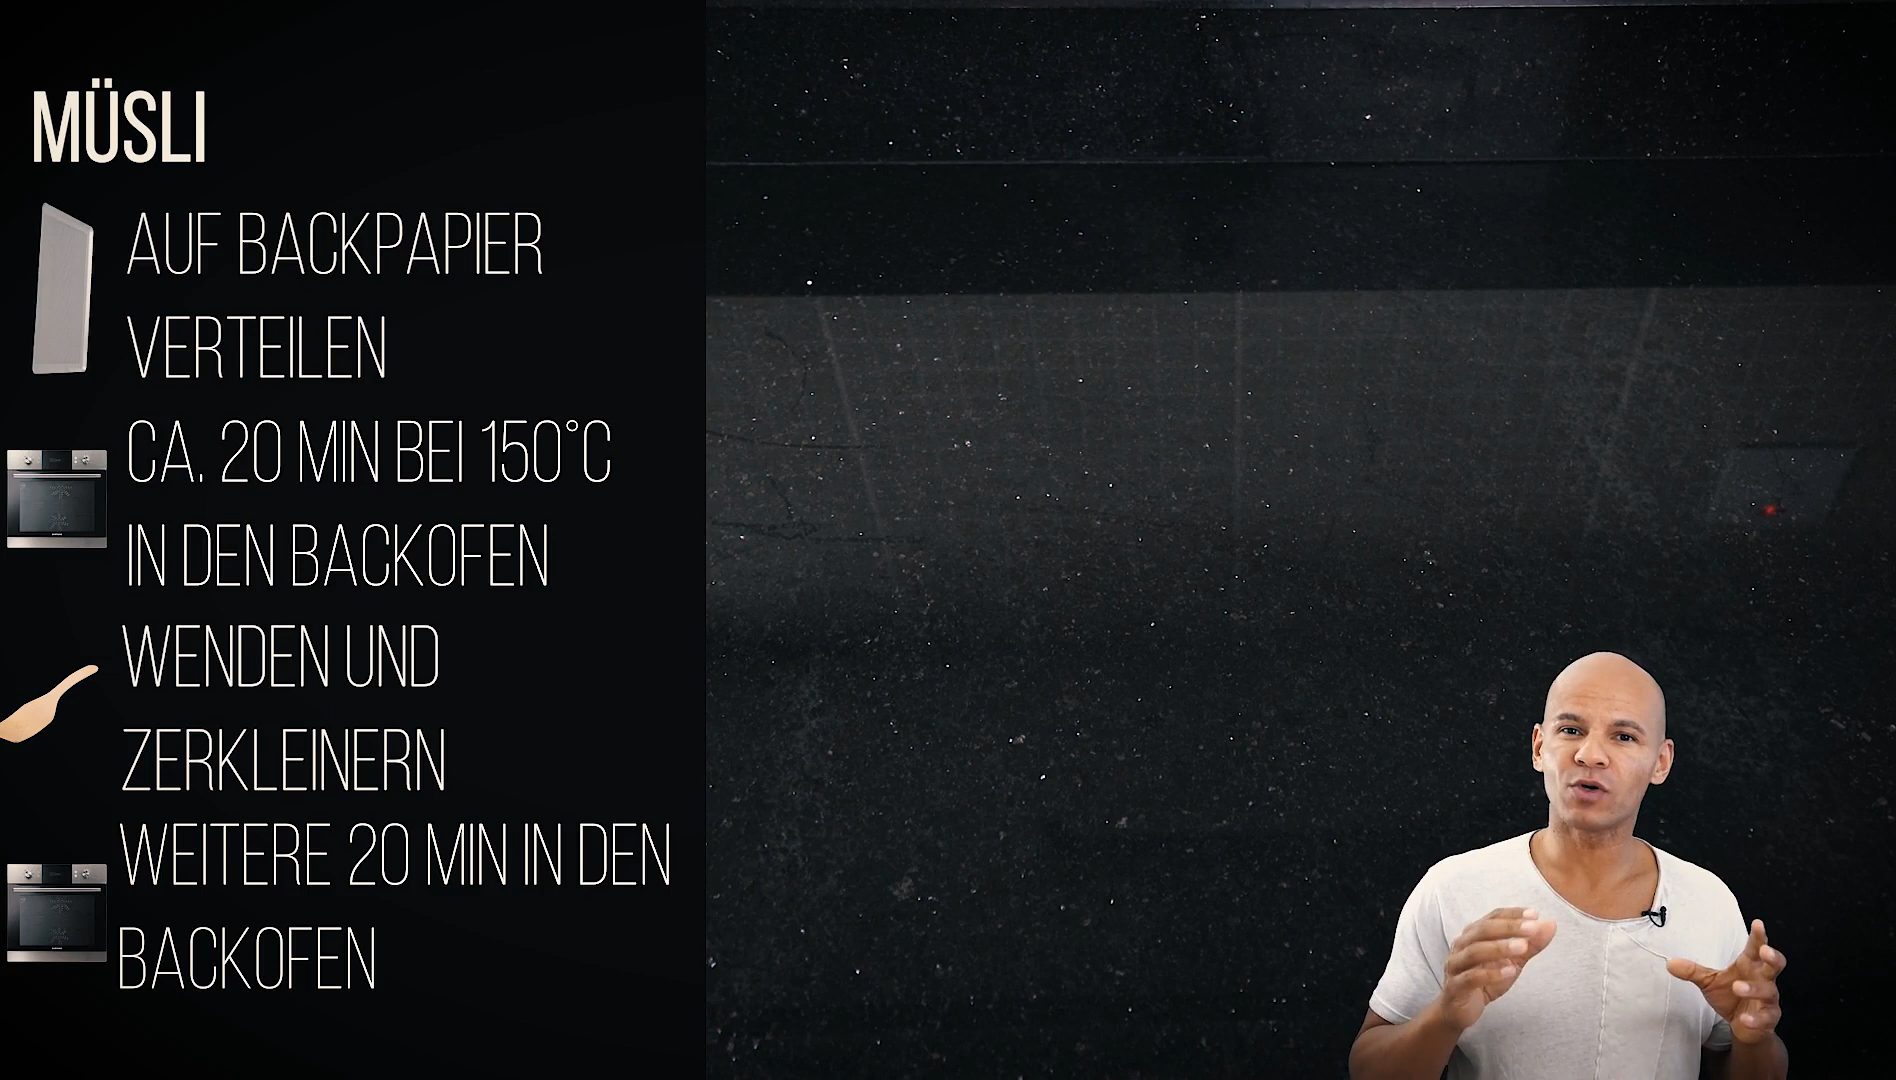 MÜSLI
AUF BACKPAPIER
VERTEILEN
CA. 20 MIN BEI 150°C
IN DEN BACKOFEN
WENDEN UND
ZERKLEINERN
WEITERE 20 MIN IN DEN
BACKOFEN